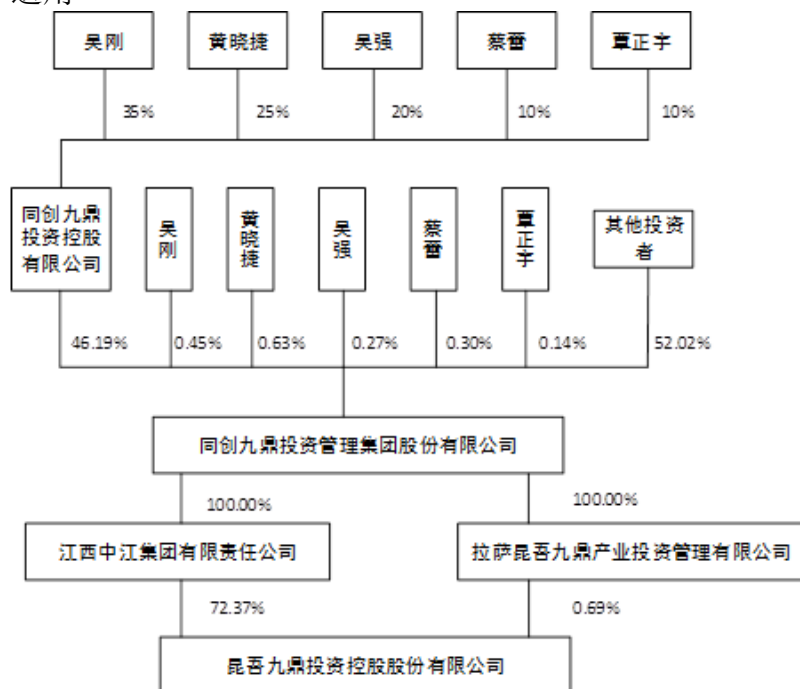 吴刚
黄晓捷
吴强
蔡蕾
覃正宇
35%
25%
20%
10%
10%
同创九鼎
投资控股
有限公司
吴刚
黄晓捷
吴强
蔡蕾
覃正宇
其他投资
者
46.19%
0.45%
0.63%
0.27%
0.30%
0.14%
52.02%
同创九鼎投资管理集团股份有限公司
100.00%
100.00%
江西中江集团有限责任公司
拉萨昆吾九鼎产业投资管理有限公司
72.37%
0.69%
昆吾九鼎投资控股股份有限公司